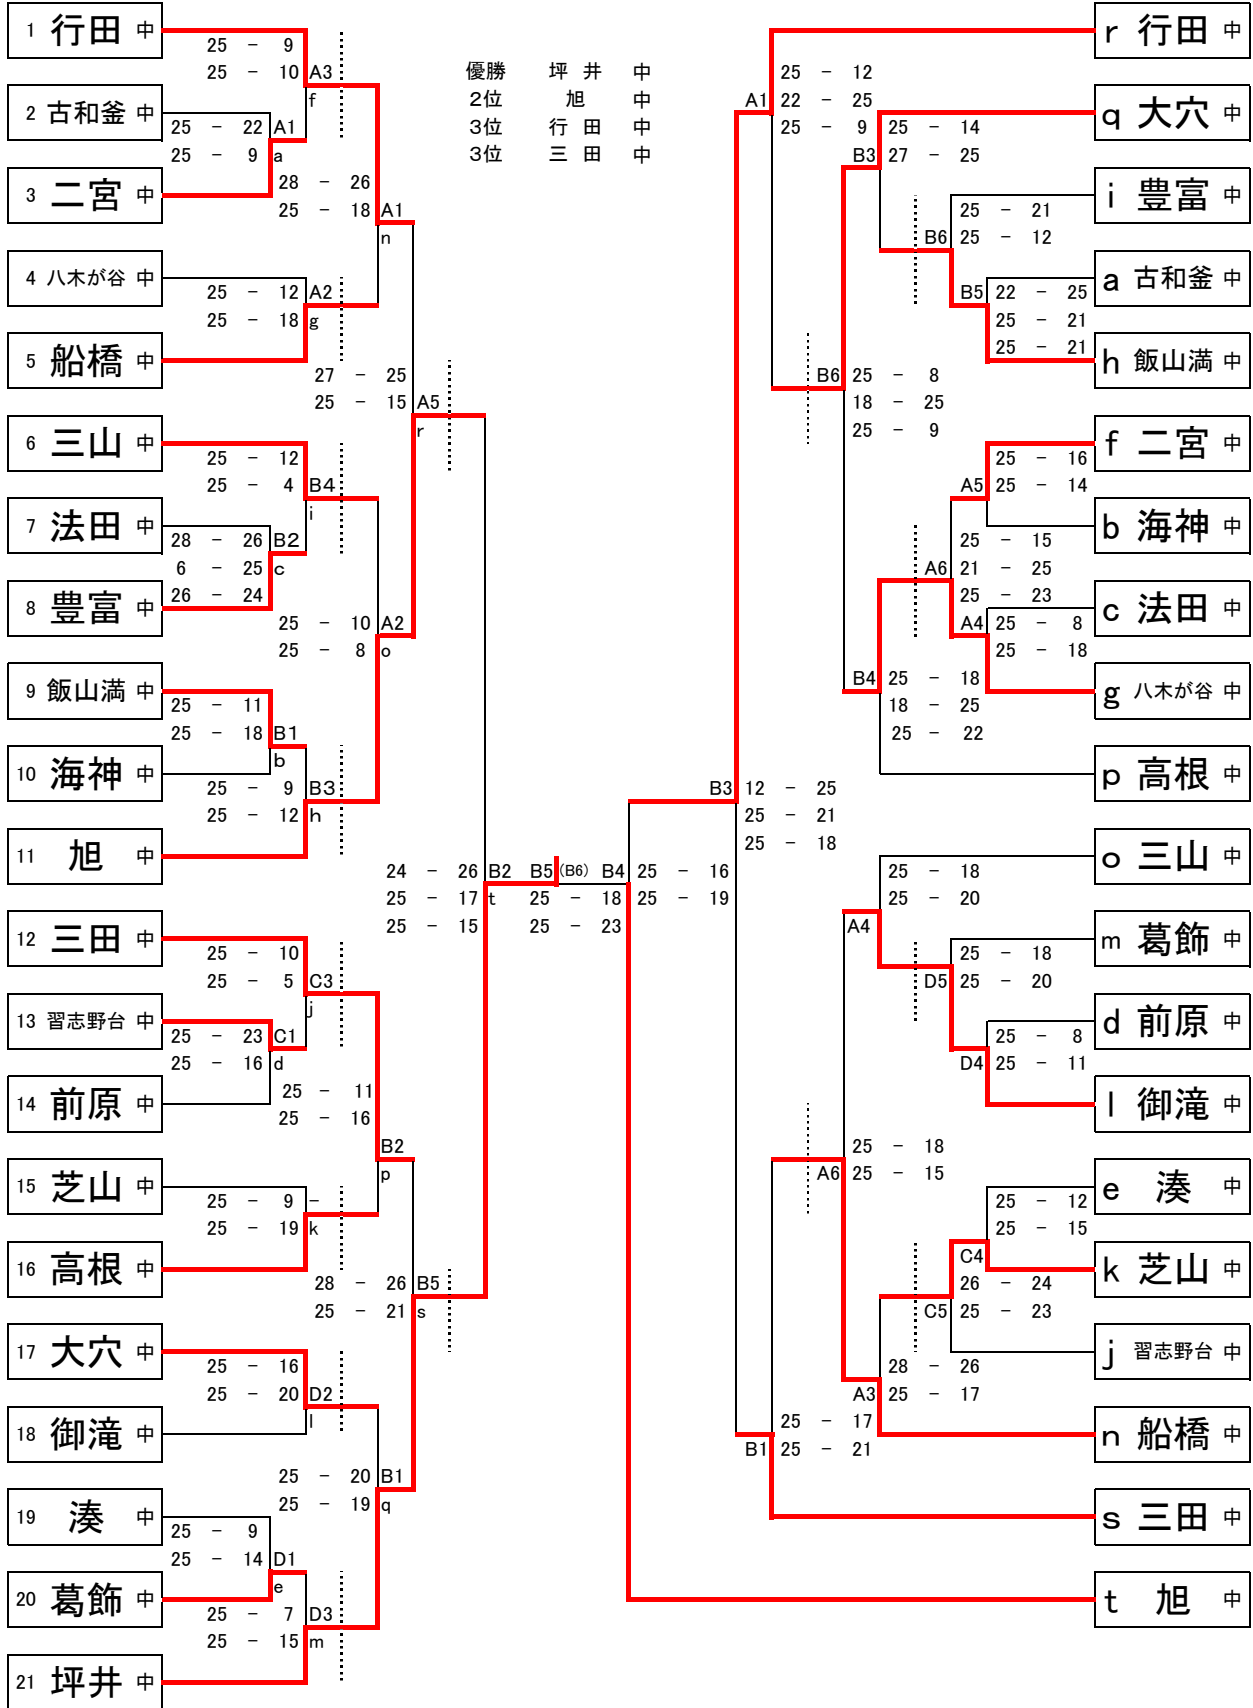 1 行田 中
25 － 9
25 － 10 A3
f
2 古和釜 中
25 － 22 A1
25 － 9 a
3 二宮 中
28 － 26
25 － 18 A1
n
4 八木が谷 中
25 － 12 A2
25 － 18 g
5 船橋 中
27 － 25
25 － 15 A5
r
6 三山 中
25 － 12
25 － 4 B4
i
7 法田 中
28 － 26 B2
6 － 25 c
26 － 24
8 豊富 中
25 － 10 A2
25 － 8 o
9 飯山満 中
25 － 11
25 － 18 B1
b
10 海神 中
25 － 9 B3
25 － 12 h
11 旭 中
24 － 26 B2
25 － 17 t
25 － 15
12 三田 中
25 － 10
25 － 5 C3
j
13 習志野台 中
25 － 23 C1
25 － 16 d
14 前原 中
25 － 11
25 － 16
B2
p
15 芝山 中
25 － 9 －
25 － 19 k
16 高根 中
28 － 26 B5
25 － 21 s
17 大穴 中
25 － 16
25 － 20 D2
l
18 御滝 中
25 － 20 B1
25 － 19 q
19 湊 中
25 － 9
25 － 14 D1
e
20 葛飾 中
25 － 7 D3
25 － 15 m
21 坪井 中
優勝 坪井 中
2位 旭 中
3位 行田 中
3位 三田 中
B5 (B6) B4
25 － 18
25 － 23
25 － 16
25 － 19
r 行田 中
25 － 12
A1 22 － 25
25 － 9
q 大穴 中
25 － 14
B3 27 － 25
i 豊富 中
25 － 21
B6 25 － 12
a 古和釜 中
B5 22 － 25
25 － 21
25 － 21
h 飯山満 中
B6 25 － 8
18 － 25
25 － 9
f 二宮 中
25 － 16
A5 25 － 14
b 海神 中
25 － 15
A6 21 － 25
25 － 23
c 法田 中
A4 25 － 8
25 － 18
g 八木が谷 中
B4 25 － 18
18 － 25
25 － 22
p 高根 中
B3 12 － 25
25 － 21
25 － 18
o 三山 中
25 － 18
25 － 20
A4
m 葛飾 中
25 － 18
D5 25 － 20
d 前原 中
25 － 8
D4 25 － 11
l 御滝 中
25 － 18
A6 25 － 15
e 湊 中
25 － 12
25 － 15
C4
k 芝山 中
26 － 24
C5 25 － 23
j 習志野台 中
28 － 26
A3 25 － 17
n 船橋 中
25 － 17
B1 25 － 21
s 三田 中
t 旭 中